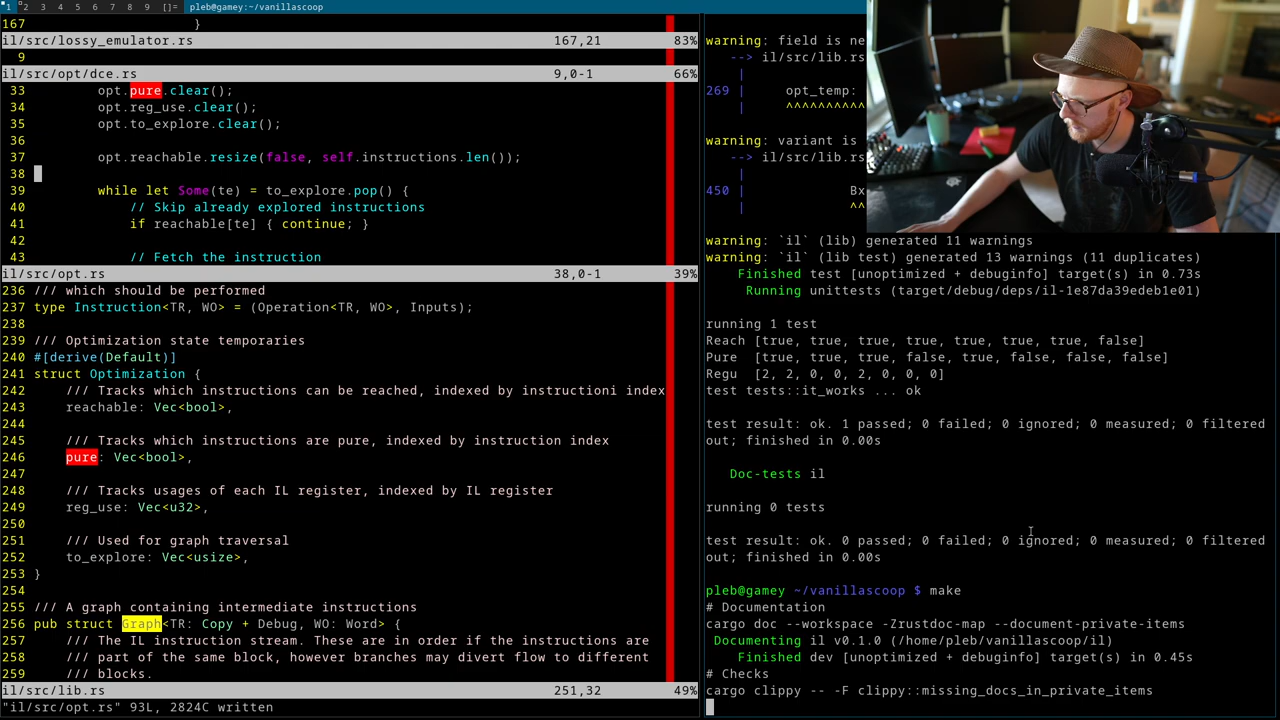 1 2 3 4 5 6 7 8 9 []= pleb@gamey:~/vanillascoop
167 }
il/src/lossy_emulator.rs 167,21 83%
9
il/src/opt/dce.rs 9,0-1 66%
33 opt.pure.clear();
34 opt.reg_use.clear();
35 opt.to_explore.clear();
36
37 opt.reachable.resize(false, self.instructions.len());
38
39 while let Some(te) = to_explore.pop() {
40 // Skip already explored instructions
41 if reachable[te] { continue; }
42
43 // Fetch the instruction
il/src/opt.rs 38,0-1 39%
236 /// which should be performed
237 type Instruction<TR, WO> = (Operation<TR, WO>, Inputs);
238
239 /// Optimization state temporaries
240 #[derive(Default)]
241 struct Optimization {
242 /// Tracks which instructions can be reached, indexed by instructioni index
243 reachable: Vec<bool>,
244
245 /// Tracks which instructions are pure, indexed by instruction index
246 pure: Vec<bool>,
247
248 /// Tracks usages of each IL register, indexed by IL register
249 reg_use: Vec<u32>,
250
251 /// Used for graph traversal
252 to_explore: Vec<usize>,
253 }
254
255 /// A graph containing intermediate instructions
256 pub struct Graph<TR: Copy + Debug, WO: Word> {
257 /// The IL instruction stream. These are in order if the instructions are
258 /// part of the same block, however branches may divert flow to different
259 /// blocks.
il/src/lib.rs 251,32 49%
"il/src/opt.rs" 93L, 2824C written
warning: field is ne
--> il/src/lib.rs
|
269 | opt_temp:
| ^^^^^^^^^^
warning: variant is
--> il/src/lib.rs
|
450 | Bx
| ^^
warning: `il` (lib) generated 11 warnings
warning: `il` (lib test) generated 13 warnings (11 duplicates)
Finished test [unoptimized + debuginfo] target(s) in 0.73s
Running unittests (target/debug/deps/il-1e87da39edeb1e01)
running 1 test
Reach [true, true, true, true, true, true, true, false]
Pure [true, true, true, false, true, false, false, false]
Regu [2, 2, 0, 0, 2, 0, 0, 0]
test tests::it_works ... ok
test result: ok. 1 passed; 0 failed; 0 ignored; 0 measured; 0 filtered
out; finished in 0.00s
Doc-tests il
running 0 tests
test result: ok. 0 passed; 0 failed; 0 ignored; 0 measured; 0 filtered
out; finished in 0.00s
pleb@gamey ~/vanillascoop $ make
# Documentation
cargo doc --workspace -Zrustdoc-map --document-private-items
Documenting il v0.1.0 (/home/pleb/vanillascoop/il)
Finished dev [unoptimized + debuginfo] target(s) in 0.45s
# Checks
cargo clippy -- -F clippy::missing_docs_in_private_items